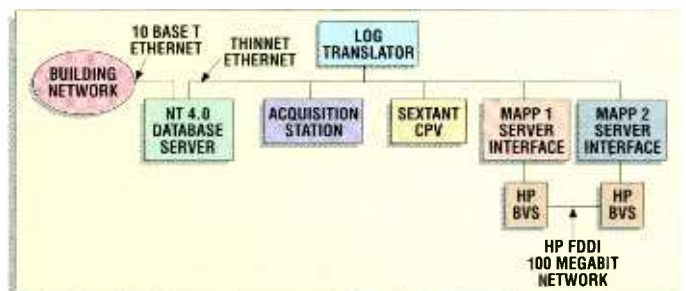 10 BASE T
ETHERNET
THINNET
ETHERNET
LOG
TRANSLATOR
BUILDING
NETWORK
NT 4.0
DATABASE
SERVER
ACQUISITION
STATION
SEXTANT
CPV
MAPP 1
SERVER
INTERFACE
MAPP 2
SERVER
INTERFACE
HP
BVS
HP
BVS
HP FDDI
100 MEGABIT
NETWORK